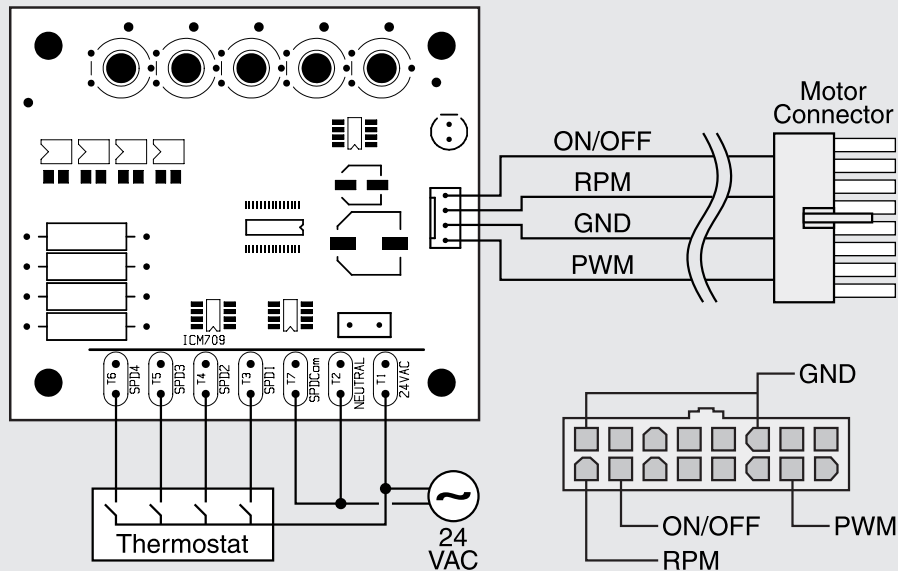 Motor
Connector
ON/OFF
RPM
GND
PWM
ICM709
T6 SPD4
T5 SPD3
T4 SPD2
T3 SPD1
T7 SPDCom
T2 NEUTRAL
T1 24VAC
Thermostat
24
VAC
GND
ON/OFF
PWM
RPM